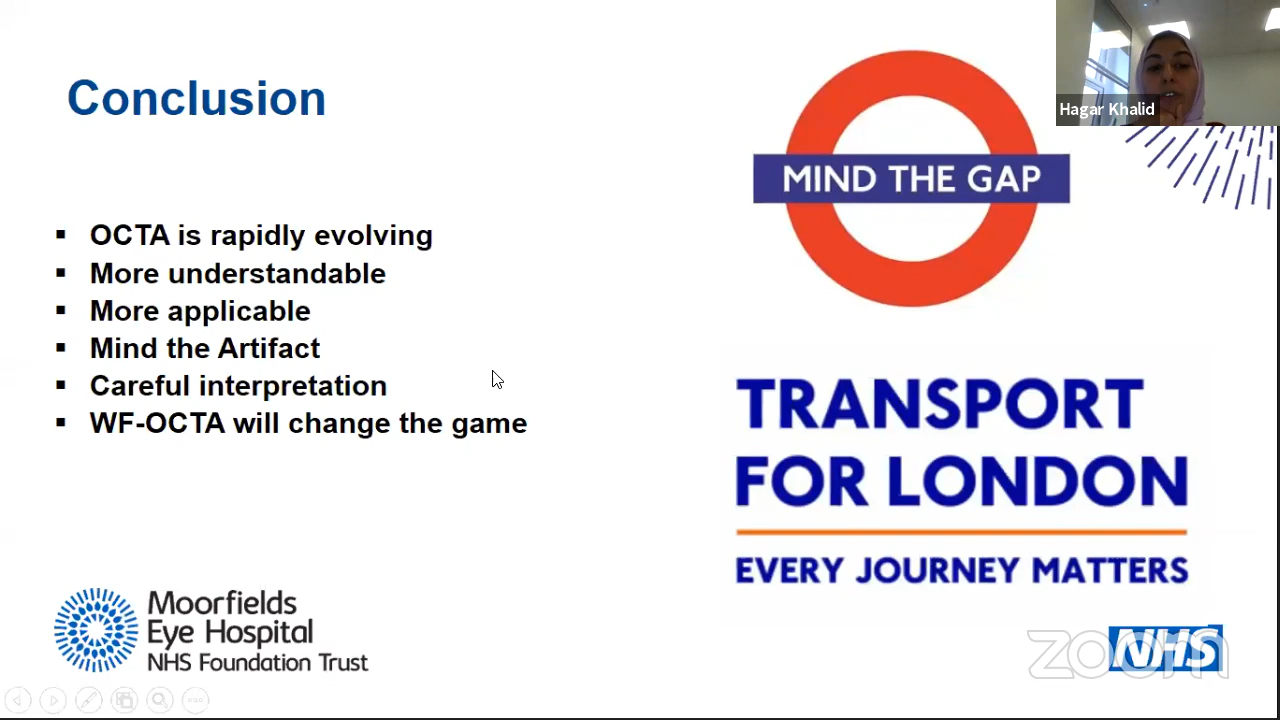 Conclusion
Hagar Khalid
MIND THE GAP
▪ OCTA is rapidly evolving
▪ More understandable
▪ More applicable
▪ Mind the Artifact
▪ Careful interpretation
▪ WF-OCTA will change the game
TRANSPORT
FOR LONDON
EVERY JOURNEY MATTERS
Moorfields
Eye Hospital
NHS Foundation Trust
zoom
NHS